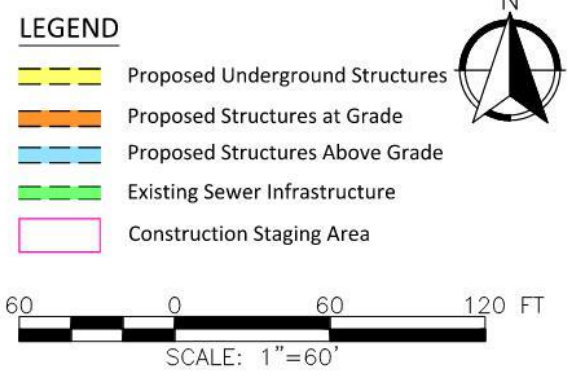 N
LEGEND
Proposed Underground Structures
Proposed Structures at Grade
Proposed Structures Above Grade
Existing Sewer Infrastructure
Construction Staging Area
60 0 60 120 FT
SCALE: 1"=60'